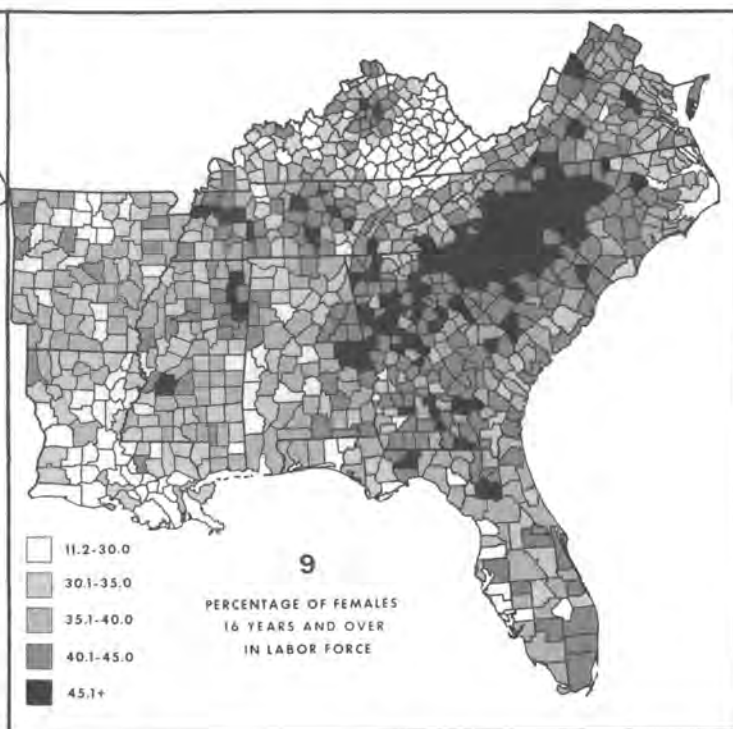 11.2-30.0
30.1-35.0
35.1-40.0
40.1-45.0
45.1+
9
PERCENTAGE OF FEMALES
16 YEARS AND OVER
IN LABOR FORCE